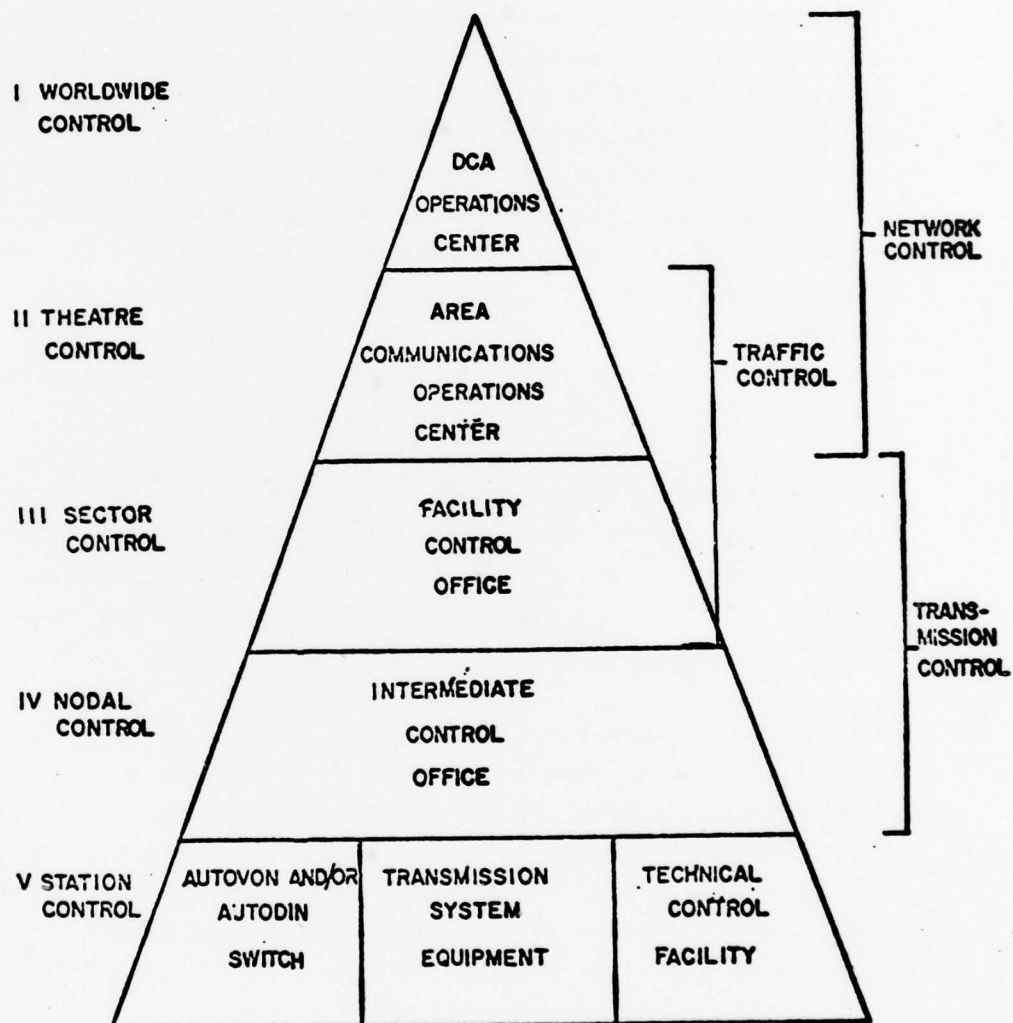 I WORLDWIDE
CONTROL
DCA
OPERATIONS
CENTER
NETWORK
CONTROL
II THEATRE
CONTROL
AREA
COMMUNICATIONS
OPERATIONS
CENTER
TRAFFIC
CONTROL
III SECTOR
CONTROL
FACILITY
CONTROL
OFFICE
TRANS-
MISSION
CONTROL
IV NODAL
CONTROL
INTERMEDIATE
CONTROL
OFFICE
V STATION
CONTROL
AUTOVON AND/OR
AUTODIN
SWITCH
TRANSMISSION
SYSTEM
EQUIPMENT
TECHNICAL
CONTROL
FACILITY